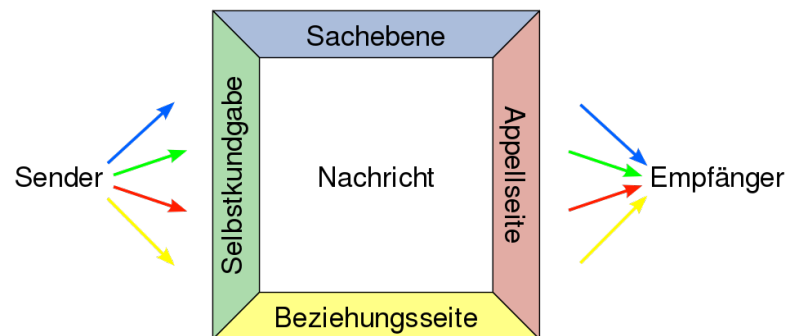 Sachebene
Sender
Selbstkundgabe
Nachricht
Appellseite
Empfänger
Beziehungsseite